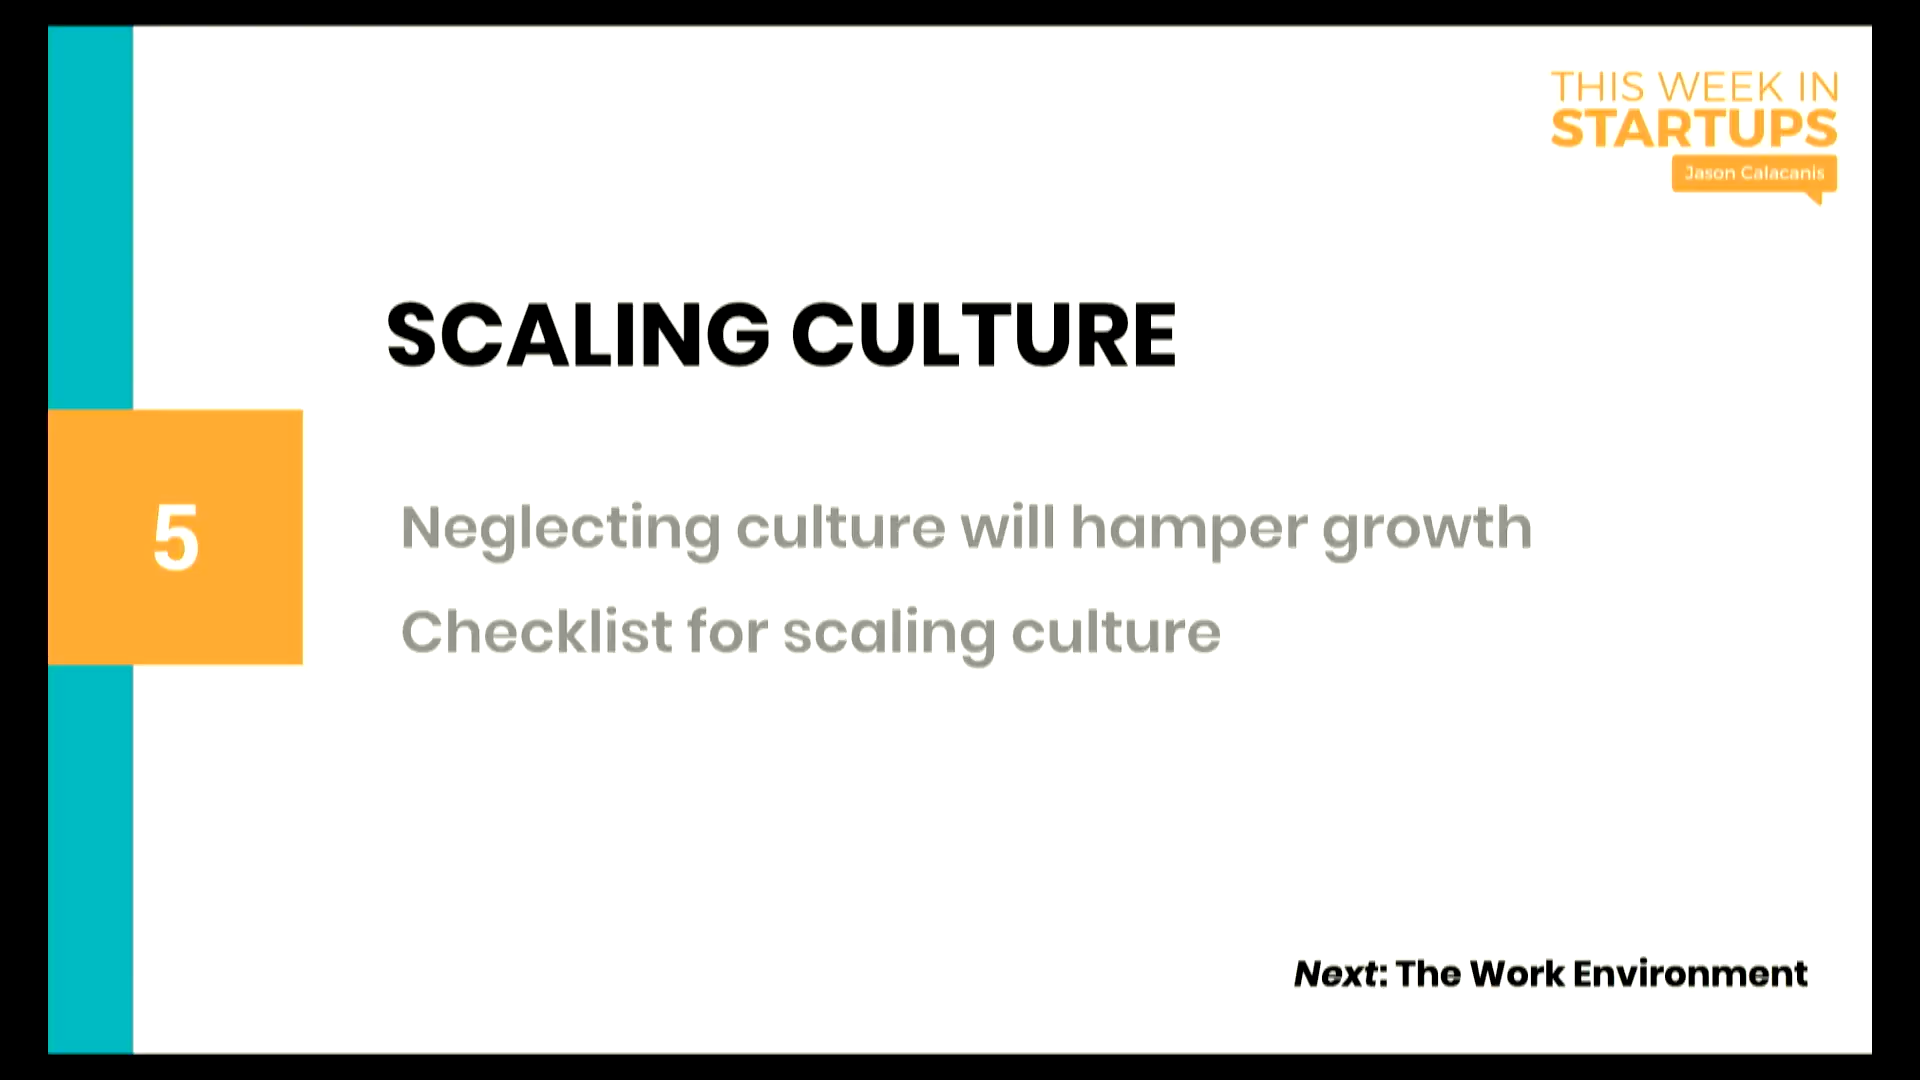 THIS WEEK IN
STARTUPS
Jason Calacanis
SCALING CULTURE
5
Neglecting culture will hamper growth
Checklist for scaling culture
Next: The Work Environment